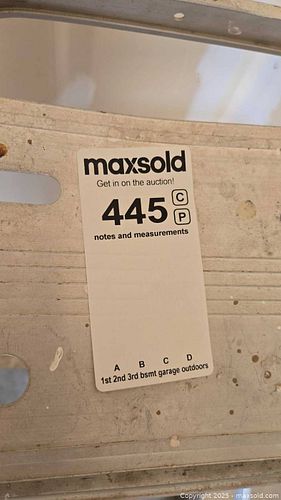 maxsold
Get in on the auction!
445 C
P
notes and measurements
A B C D
1st 2nd 3rd bsmt garage outdoors
Copyright 2025 - maxsold.com